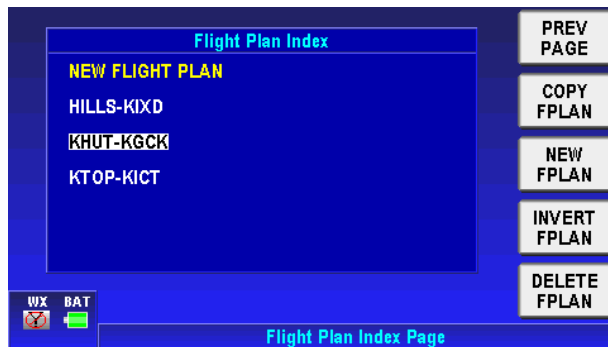 Flight Plan Index
NEW FLIGHT PLAN
HILLS-KIXD
KHUT-KGCK
KTOP-KICT
PREV
PAGE
COPY
FPLAN
NEW
FPLAN
INVERT
FPLAN
DELETE
FPLAN
WX BAT
Flight Plan Index Page